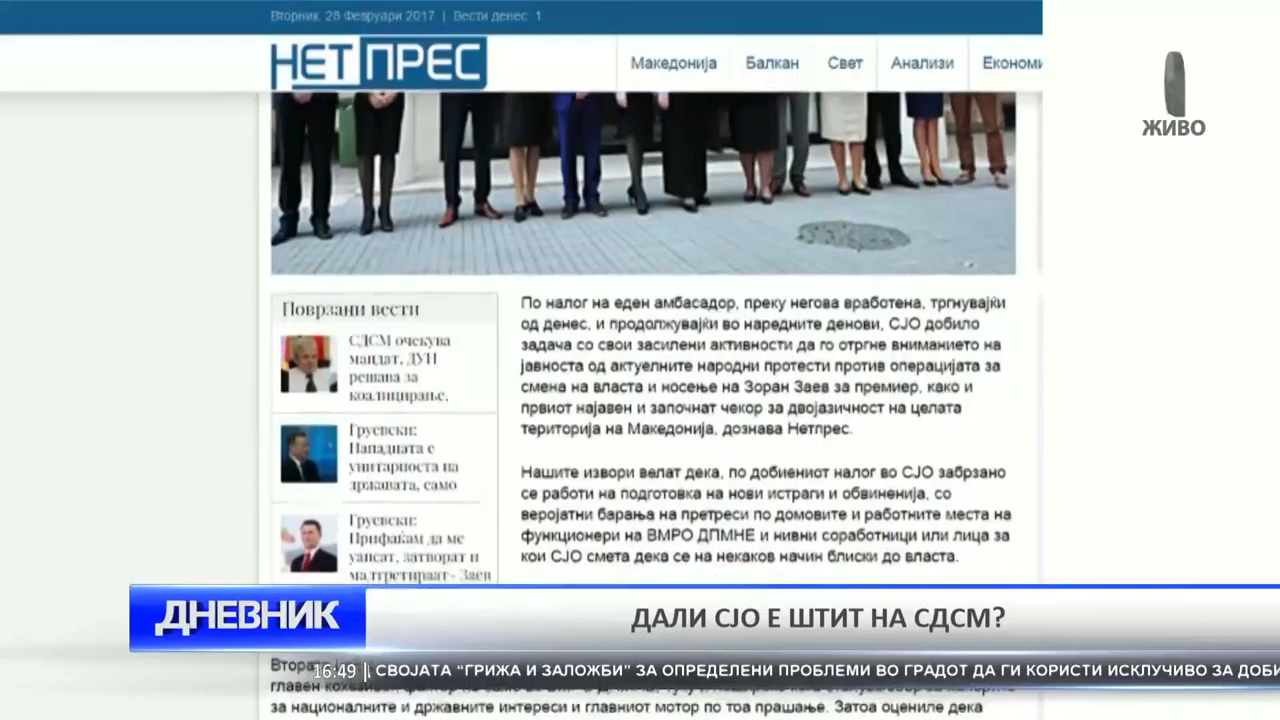 Вторник, 28 Февруари 2017 | Вести денес: 1
НЕТ ПРЕС
Македонија Балкан Свет Анализи Економи
ЖИВО
Поврзани вести
СДСМ очекува
мандат, ДУИ
решава за
коалицирање,
Груевски:
Нападната е
унитарноста на
државата, само
Груевски:
Прифаќам да ме
уапсат, затворат и
малтретираат - Заев
По налог на еден амбасадор, преку негова вработена, тргнувајќи
од денес, и продолжувајќи во наредните денови, СЈО добило
задача со свои засилени активности да го отргне вниманието на
јавноста од актуелните народни протести против операцијата за
смена на власта и носење на Зоран Заев за премиер, како и
првиот најавен и започнат чекор за двојазичност на целата
територија на Македонија, дознава Нетпрес.
Нашите извори велат дека, по добиениот налог во СЈО забрзано
се работи на подготовка на нови истраги и обвиненија, со
веројатни барања на претреси по домовите и работните места на
функционери на ВМРО ДПМНЕ и нивни соработници или лица за
кои СЈО смета дека се на некаков начин блиски до власта.
ДНЕВНИК
ДАЛИ СЈО Е ШТИТ НА СДСМ?
16:49 | СВОЈАТА “ГРИЖА И ЗАЛОЖБИ” ЗА ОПРЕДЕЛЕНИ ПРОБЛЕМИ ВО ГРАДОТ ДА ГИ КОРИСТИ ИСКЛУЧИВО ЗА ДОБИ
за националните и државните интереси и главниот мотор по тоа прашање. Затоа оцениле дека